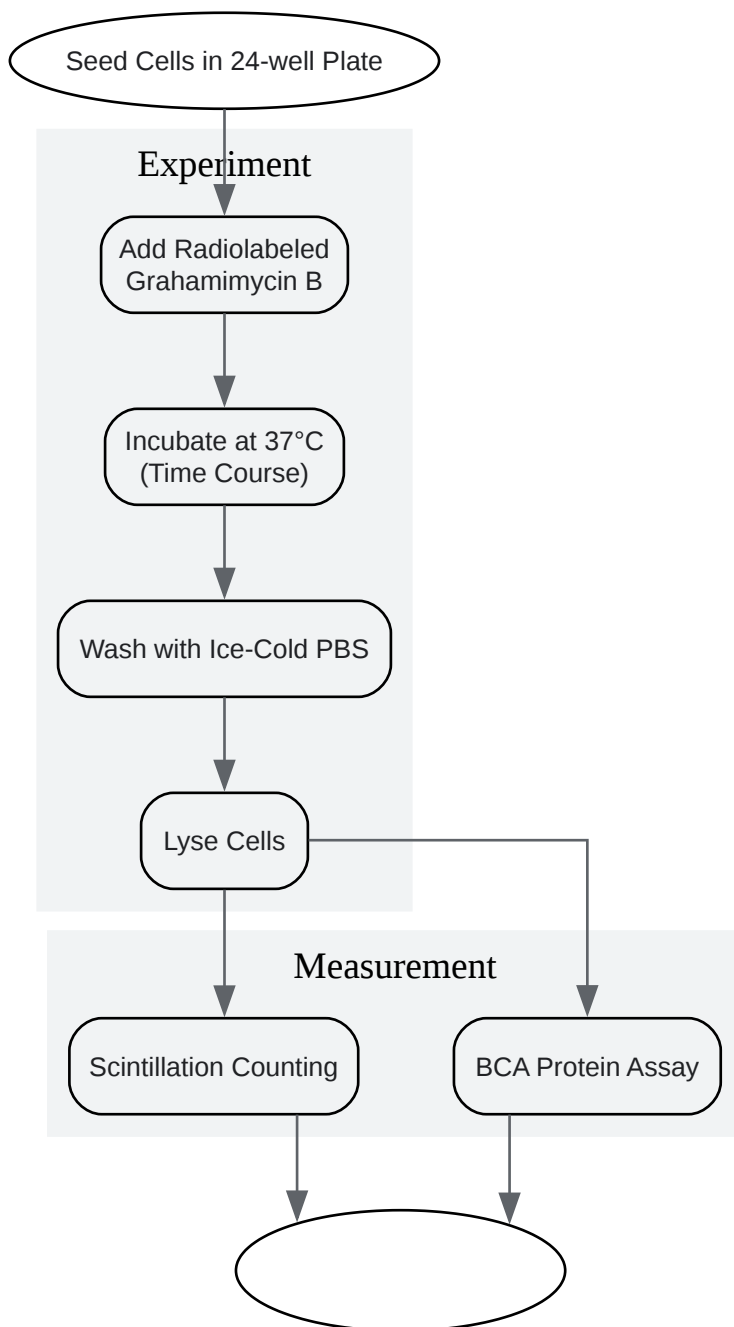 Seed Cells in 24-well Plate
Experiment
Add Radiolabeled
Grahamimycin B
Incubate at 37°C
(Time Course)
Wash with Ice-Cold PBS
Lyse Cells
Measurement
Scintillation Counting
BCA Protein Assay